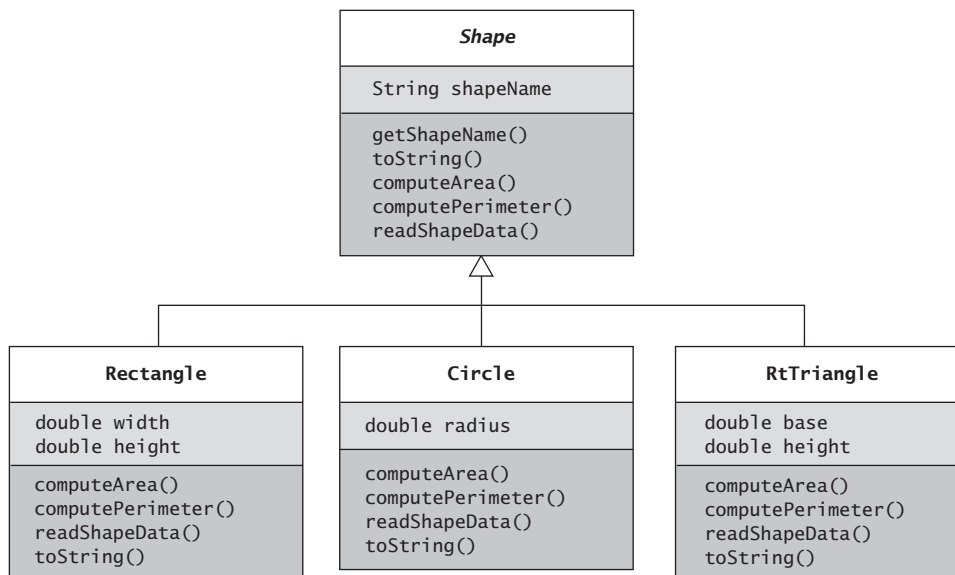 Shape
String shapeName
getShapeName()
toString()
computeArea()
computePerimeter()
readShapeData()
Rectangle
double width
double height
computeArea()
computePerimeter()
readShapeData()
toString()
Circle
double radius
computeArea()
computePerimeter()
readShapeData()
toString()
RtTriangle
double base
double height
computeArea()
computePerimeter()
readShapeData()
toString()